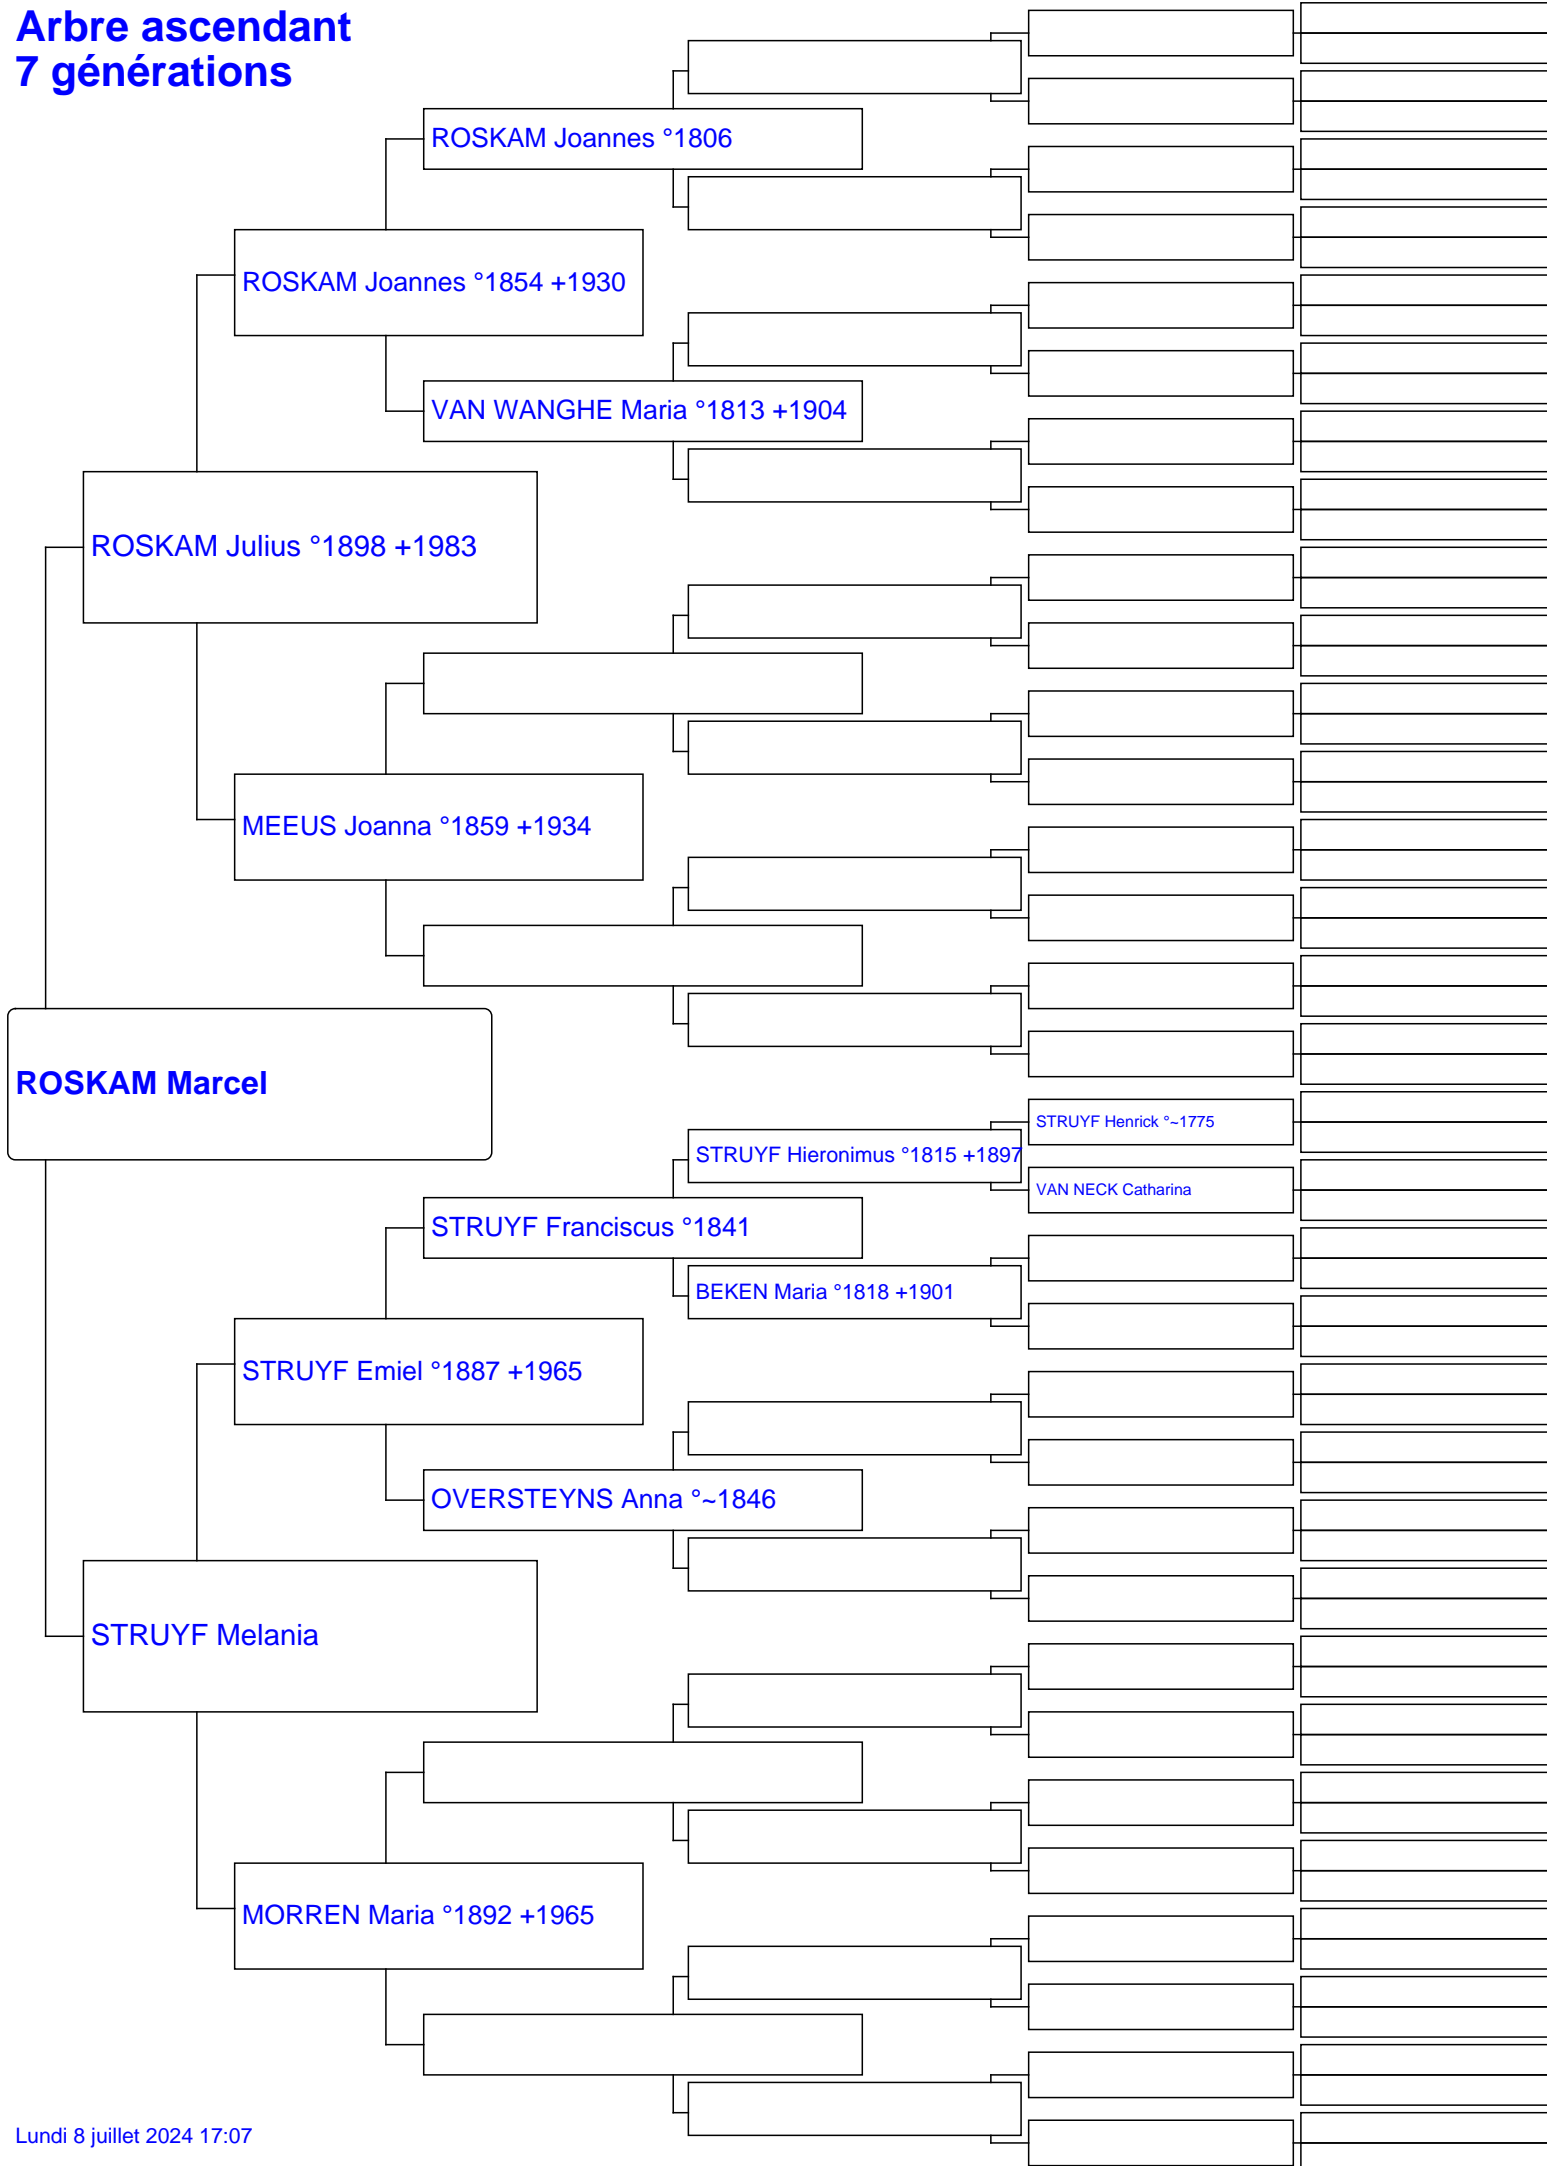 Arbre ascendant
7 générations
ROSKAM Joannes °1806
ROSKAM Joannes °1854 +1930
VAN WANGHE Maria °1813 +1904
ROSKAM Julius °1898 +1983
MEEUS Joanna °1859 +1934
ROSKAM Marcel
STRUYF Henrick °~1775
STRUYF Hieronimus °1815 +1897
VAN NECK Catharina
STRUYF Franciscus °1841
BEKEN Maria °1818 +1901
STRUYF Emiel °1887 +1965
OVERSTEYNS Anna °~1846
STRUYF Melania
MORREN Maria °1892 +1965
Lundi 8 juillet 2024 17:07